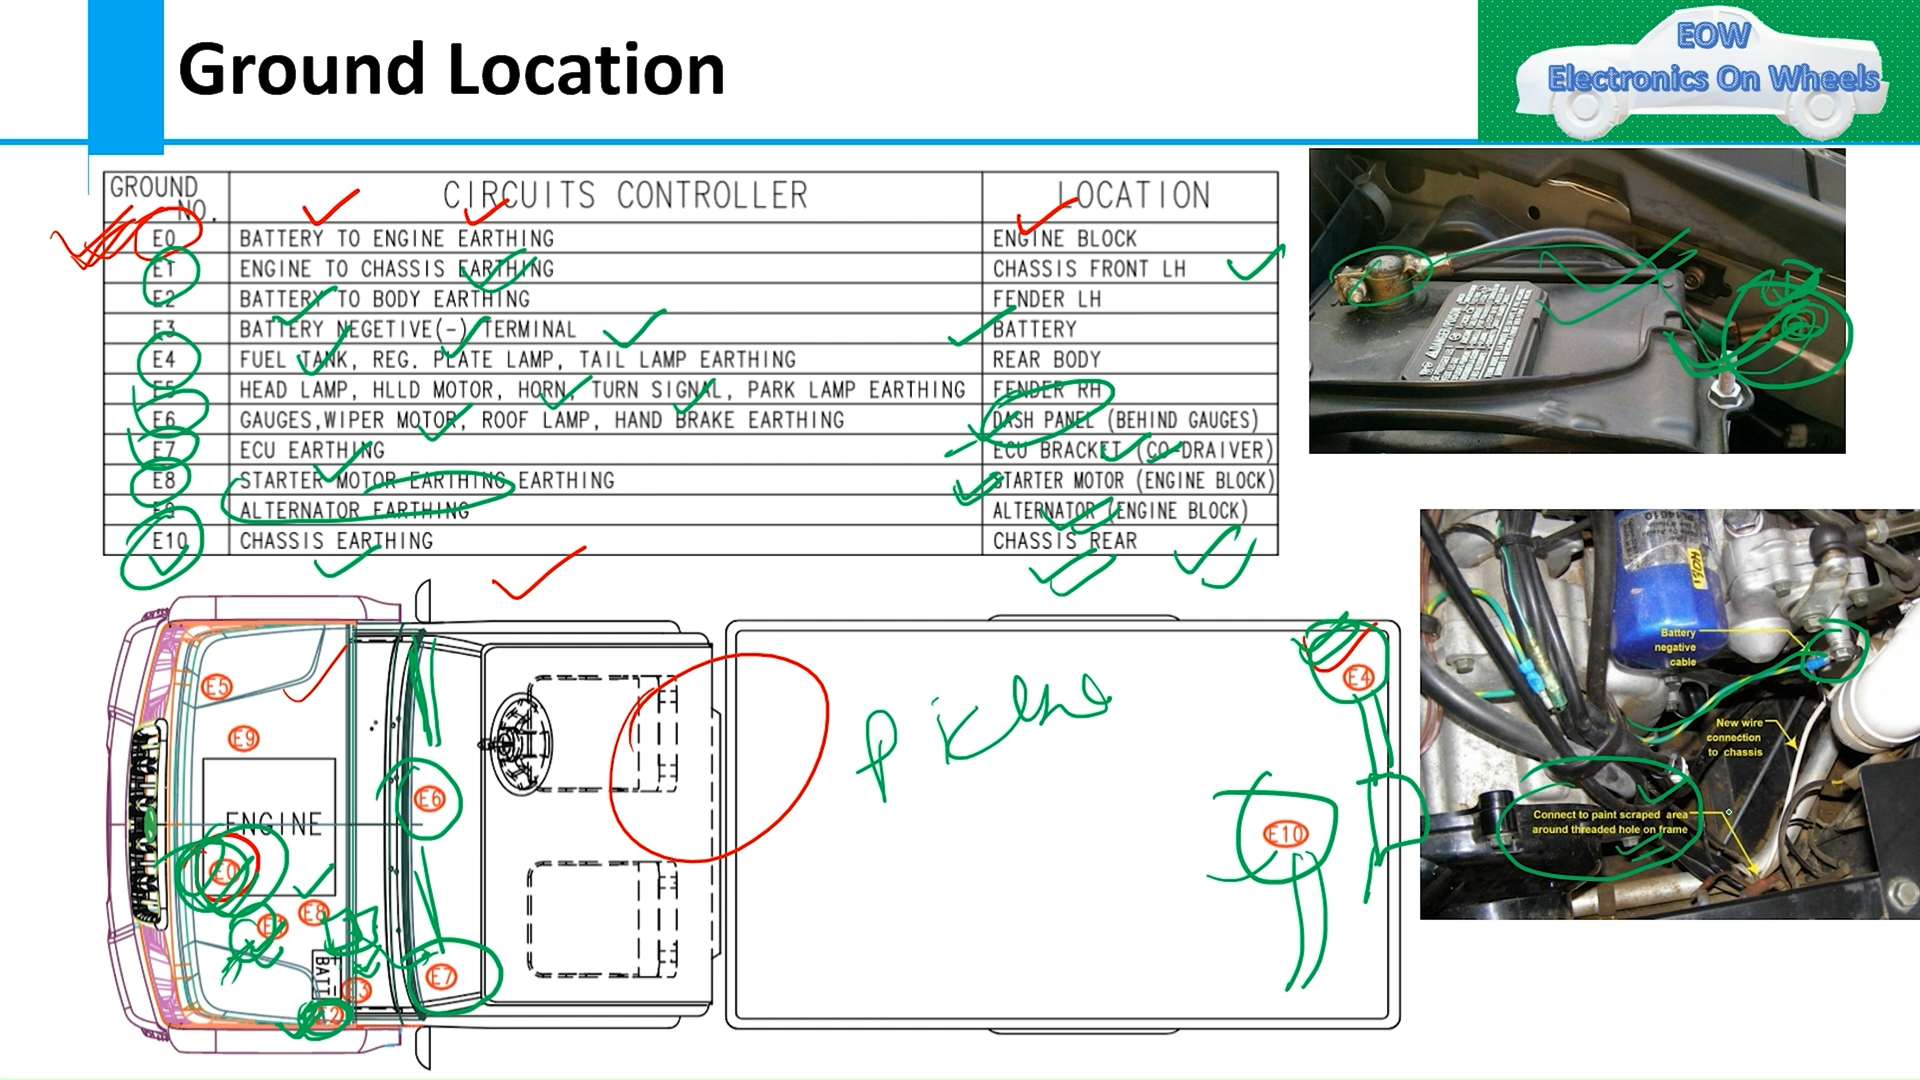 Ground Location
EOW
Electronics On Wheels
GROUND NO. CIRCUITS CONTROLLER LOCATION
E0 BATTERY TO ENGINE EARTHING ENGINE BLOCK
E1 ENGINE TO CHASSIS EARTHING CHASSIS FRONT LH
E2 BATTERY TO BODY EARTHING FENDER LH
E3 BATTERY NEGETIVE(-) TERMINAL BATTERY
E4 FUEL TANK, REG. PLATE LAMP, TAIL LAMP EARTHING REAR BODY
E5 HEAD LAMP, HLLD MOTOR, HORN, TURN SIGNAL, PARK LAMP EARTHING FENDER RH
E6 GAUGES,WIPER MOTOR, ROOF LAMP, HAND BRAKE EARTHING DASH PANEL (BEHIND GAUGES)
E7 ECU EARTHING ECU BRACKET (CO-DRAIVER)
E8 STARTER MOTOR EARTHING EARTHING STARTER MOTOR (ENGINE BLOCK)
E9 ALTERNATOR EARTHING ALTERNATOR (ENGINE BLOCK)
E10 CHASSIS EARTHING CHASSIS REAR
E5
E9
ENGINE
E0
E8
BATT
E3
E2
E6
E7
E4
E10
Battery
negative
cable
New wire
connection
to chassis
Connect to paint scraped area
around threaded hole on frame